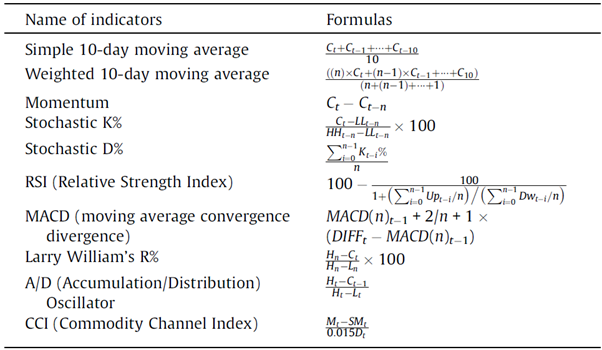 Name of indicators Formulas
Simple 10-day moving average $\frac{C_t+C_{t-1}+\cdots+C_{t-10}}{10}$
Weighted 10-day moving average $\frac{((n)\times C_t+(n-1)\times C_{t-1}+\cdots+C_{10})}{(n+(n-1)+\cdots+1)}$
Momentum $C_t - C_{t-n}$
Stochastic K% $\frac{C_t-LL_{t-n}}{HH_{t-n}-LL_{t-n}} \times 100$
Stochastic D% $\frac{\sum_{i=0}^{n-1} K_{t-i}\%}{n}$
RSI (Relative Strength Index) $100 - \frac{100}{1+\left(\sum_{i=0}^{n-1} Up_{t-i}/n\right)/\left(\sum_{i=0}^{n-1} Dw_{t-i}/n\right)}$
MACD (moving average convergence $MACD(n)_{t-1} + 2/n + 1 \times$
divergence) $(DIFF_t - MACD(n)_{t-1})$
Larry William's R% $\frac{H_n-C_t}{H_n-L_n} \times 100$
A/D (Accumulation/Distribution) $\frac{H_t-C_{t-1}}{H_t-L_t}$
Oscillator
CCI (Commodity Channel Index) $\frac{M_t-SM_t}{0.015D_t}$